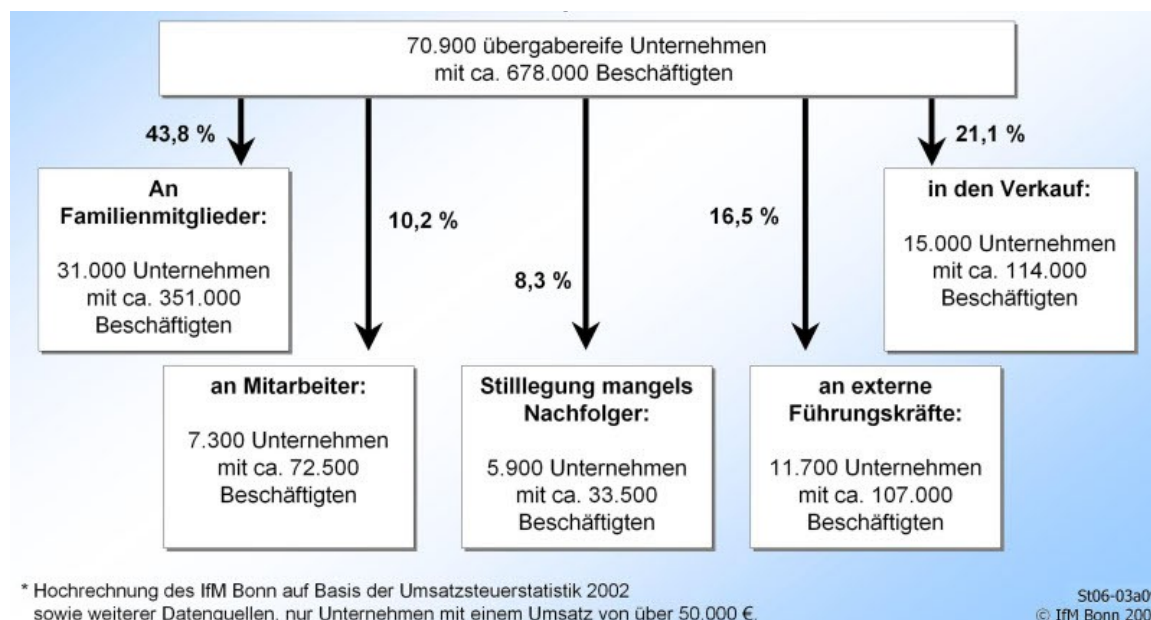 70.900 übergabereife Unternehmen
mit ca. 678.000 Beschäftigten
43,8 %
10,2 %
8,3 %
16,5 %
21,1 %
An
Familienmitglieder:
31.000 Unternehmen
mit ca. 351.000
Beschäftigten
in den Verkauf:
15.000 Unternehmen
mit ca. 114.000
Beschäftigten
an Mitarbeiter:
7.300 Unternehmen
mit ca. 72.500
Beschäftigten
Stilllegung mangels
Nachfolger:
5.900 Unternehmen
mit ca. 33.500
Beschäftigten
an externe
Führungskräfte:
11.700 Unternehmen
mit ca. 107.000
Beschäftigten
* Hochrechnung des IfM Bonn auf Basis der Umsatzsteuerstatistik 2002
sowie weiterer Datenquellen, nur Unternehmen mit einem Umsatz von über 50.000 €.
© IfM Bonn